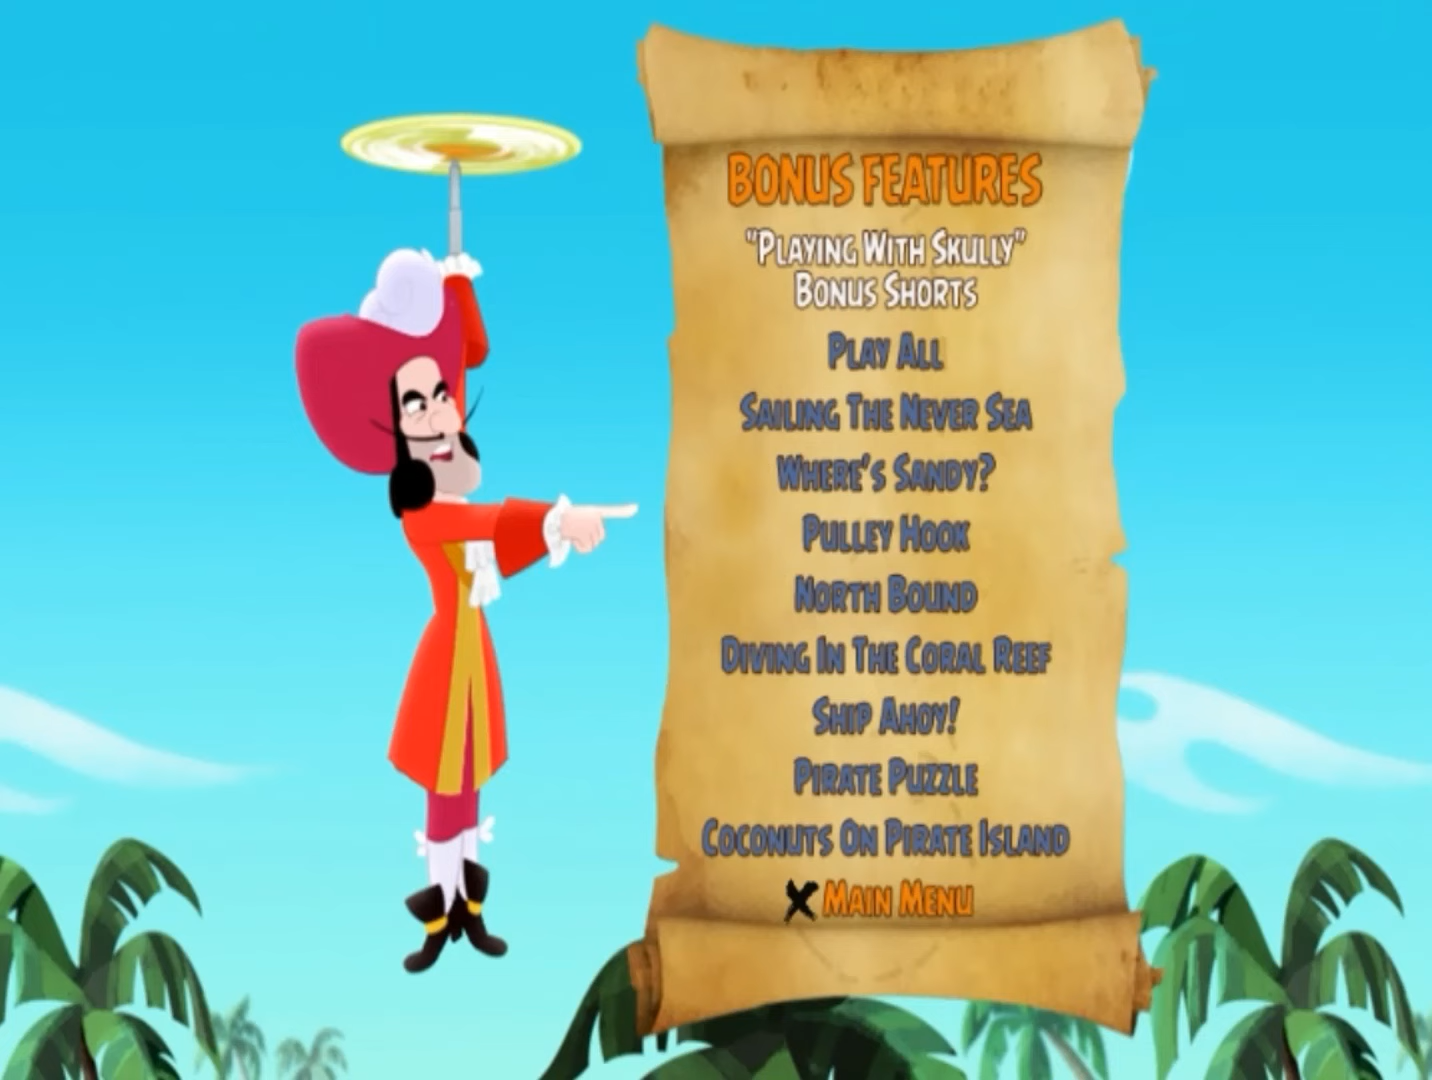 BONUS FEATURES
"PLAYING WITH SKULLY"
BONUS SHORTS
PLAY ALL
SAILING THE NEVER SEA
WHERE'S SANDY?
PULLEY HOOK
NORTH BOUND
DIVING IN THE CORAL REEF
SHIP AHOY!
PIRATE PUZZLE
COCONUTS ON PIRATE ISLAND
MAIN MENU